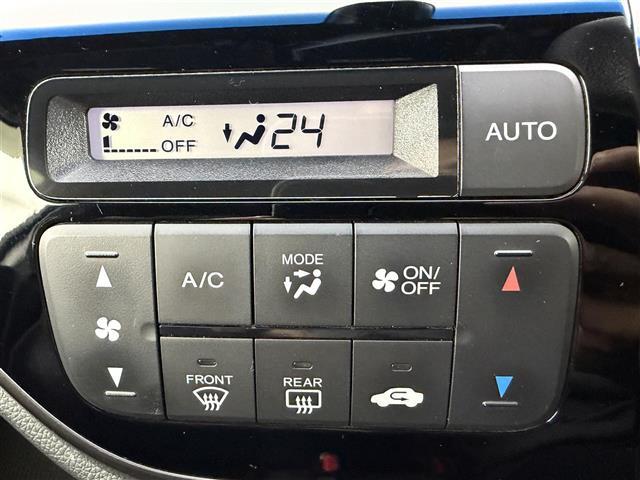 A/C
OFF
24
AUTO
A/C
MODE
ON/
OFF
FRONT
REAR